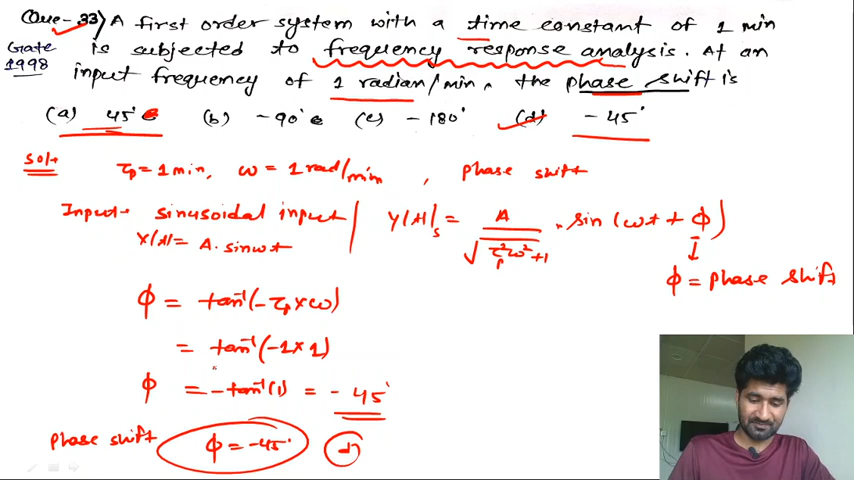 Que-33) A first order system with a time constant of 1 min
Gate 1998
is subjected to frequency response analysis. At an
input frequency of 1 radian/min, the phase shift is
(a) 45° (b) -90° (c) -180° (d) -45°
Sol:-
τp = 1 min, ω = 1 rad/min, phase shift
Input:- sinusoidal input
X(t) = A. sinωt
Y(t)|s = A / √(τp²ω²+1) . sin(ωt + ϕ)
ϕ = phase shift
ϕ = tan⁻¹(-τp×ω)
= tan⁻¹(-1×1)
ϕ = -tan⁻¹(1) = -45°
phase shift ϕ = -45° (d)